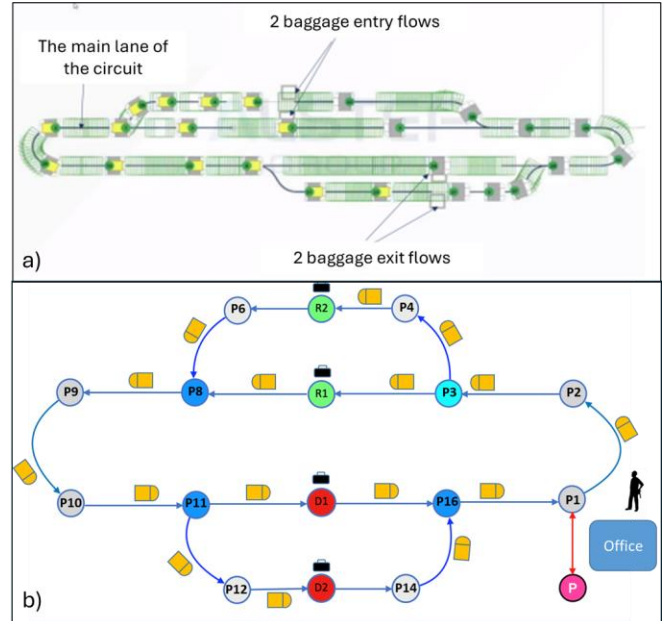 2 baggage entry flows
The main lane of
the circuit
2 baggage exit flows
a)
P6
R2
P4
P9
P8
R1
P3
P2
P10
P11
D1
P16
P1
Office
P12
D2
P14
P
b)